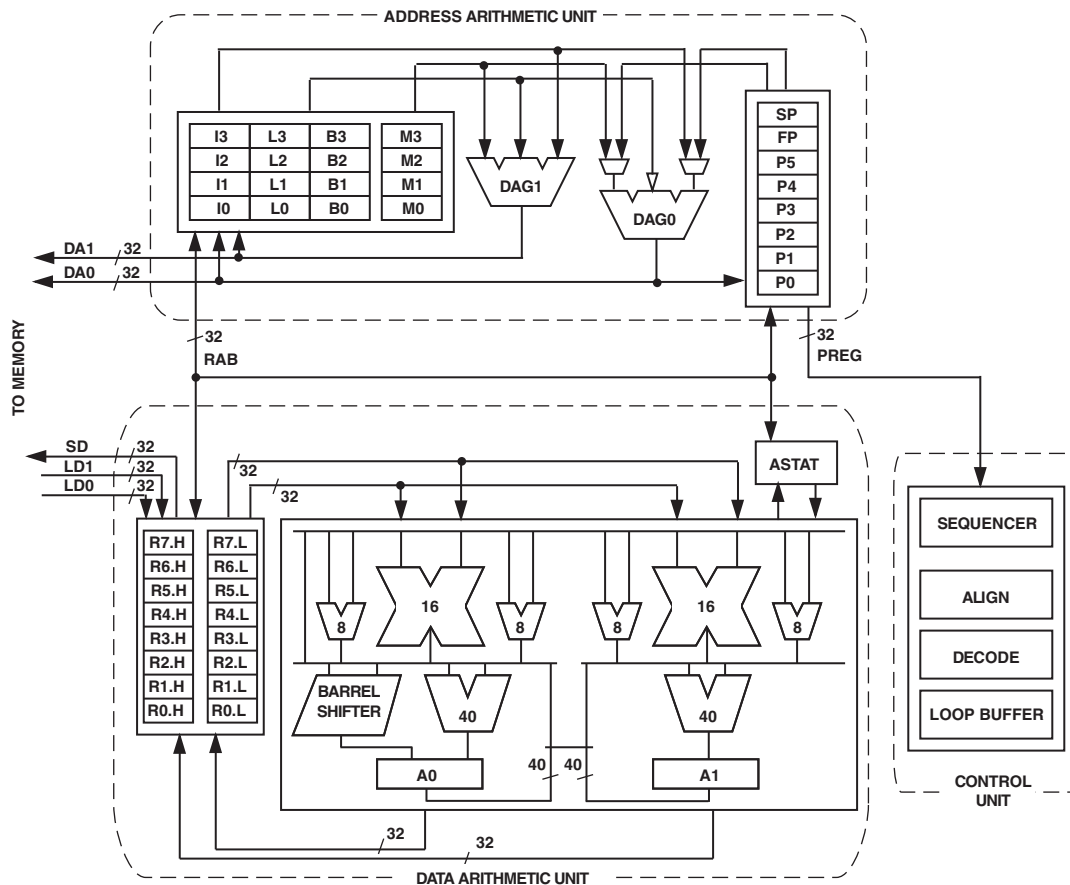 ADDRESS ARITHMETIC UNIT
SP
I3 L3 B3 M3 FP
I2 L2 B2 M2 P5
I1 L1 B1 M1 DAG1 P4
I0 L0 B0 M0 DAG0 P3
P2
DA1 32 P1
DA0 32 P0
32 32
RAB PREG
TO MEMORY
SD 32
LD1 32 32 ASTAT
LD0 32 32
R7.H R7.L SEQUENCER
R6.H R6.L
R5.H R5.L
R4.H R4.L 16 16 ALIGN
R3.H R3.L 8 8 8 8
R2.H R2.L DECODE
R1.H R1.L BARREL
SHIFTER
R0.H R0.L 40 40 LOOP BUFFER
A0 40 40 A1
CONTROL
UNIT
32 32
DATA ARITHMETIC UNIT